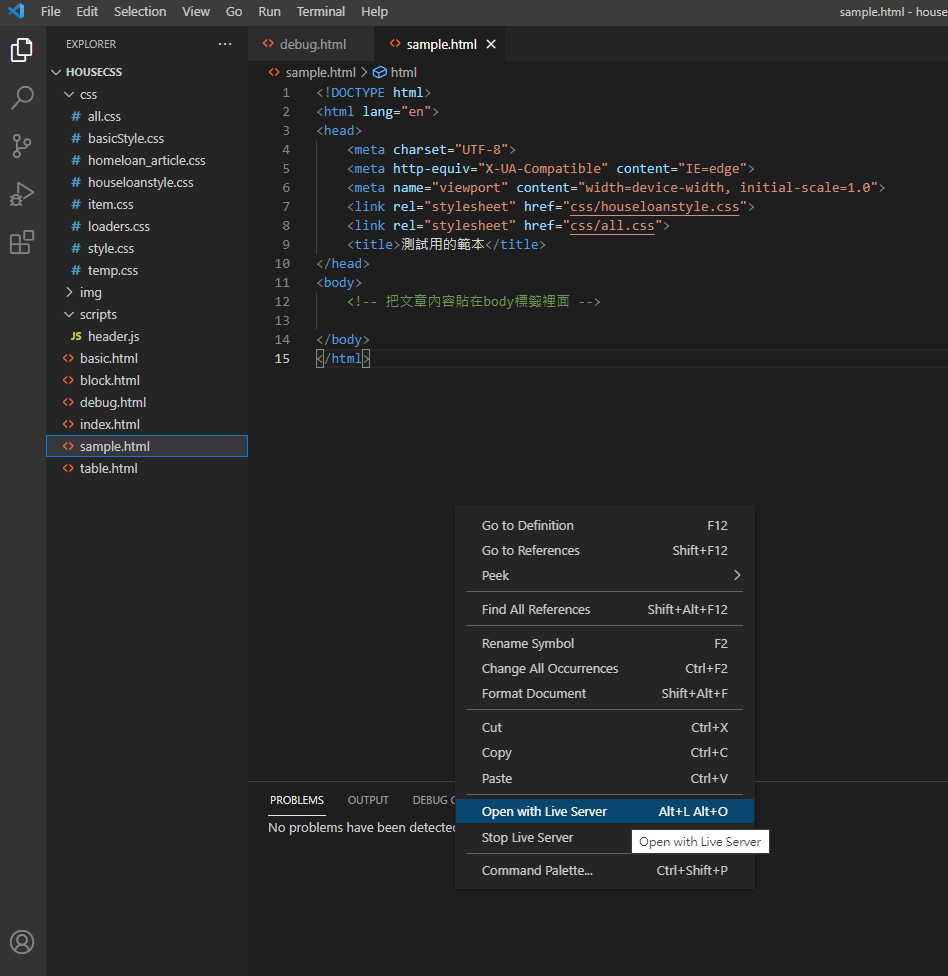 File Edit Selection View Go Run Terminal Help
sample.html - house
EXPLORER ...
HOUSECSS
css
# all.css
# basicStyle.css
# homeloan_article.css
# houseloanstyle.css
# item.css
# loaders.css
# style.css
# temp.css
img
scripts
JS header.js
<> basic.html
<> block.html
<> debug.html
<> index.html
<> sample.html
<> table.html
<> debug.html <> sample.html ×
<> sample.html > html
1 <!DOCTYPE html>
2 <html lang="en">
3 <head>
4 <meta charset="UTF-8">
5 <meta http-equiv="X-UA-Compatible" content="IE=edge">
6 <meta name="viewport" content="width=device-width, initial-scale=1.0">
7 <link rel="stylesheet" href="css/houseloanstyle.css">
8 <link rel="stylesheet" href="css/all.css">
9 <title>測試用的範本</title>
10 </head>
11 <body>
12 <!-- 把文章內容貼在body標籤裡面 -->
13
14 </body>
15 </html>
Go to Definition F12
Go to References Shift+F12
Peek >
Find All References Shift+Alt+F12
Rename Symbol F2
Change All Occurrences Ctrl+F2
Format Document Shift+Alt+F
Cut Ctrl+X
Copy Ctrl+C
Paste Ctrl+V
Open with Live Server Alt+L Alt+O
Stop Live Server
Open with Live Server
Command Palette... Ctrl+Shift+P
PROBLEMS OUTPUT DEBUG
No problems have been detected